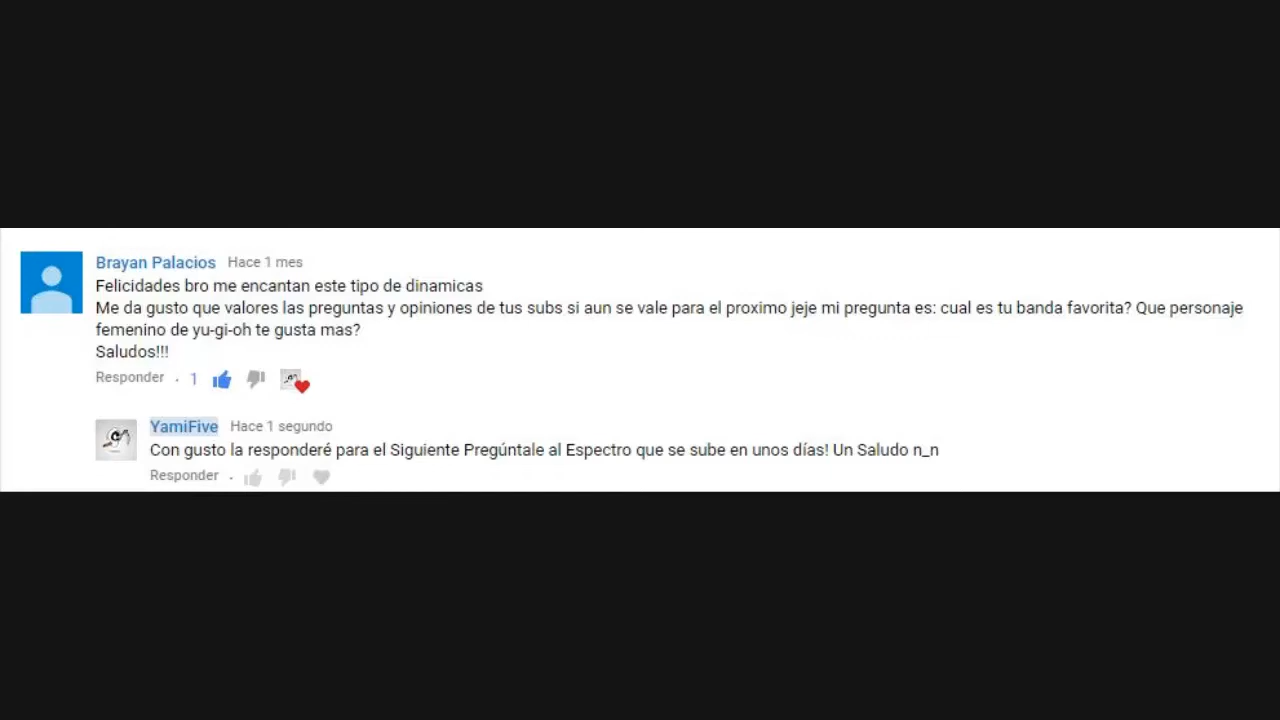 Brayan Palacios Hace 1 mes
Felicidades bro me encantan este tipo de dinamicas
Me da gusto que valores las preguntas y opiniones de tus subs si aun se vale para el proximo jeje mi pregunta es: cual es tu banda favorita? Que personaje
femenino de yu-gi-oh te gusta mas?
Saludos!!!
Responder . 1
YamiFive Hace 1 segundo
Con gusto la responderé para el Siguiente Pregúntale al Espectro que se sube en unos días! Un Saludo n_n
Responder .